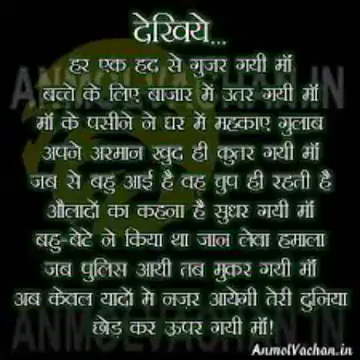 देखिये...
हर एक हद से गुजर गयी माँ
बच्चे के लिए बाजार में उतर गयी माँ
माँ के पसीने ने घर में महकाए गुलाब
अपने अरमान खुद ही कुतर गयी माँ
जब से बहु आई है वह चुप ही रहती है
औलादों का कहना है सुधर गयी माँ
बहु-बेटे ने किया था जान लेवा हमाला
जब पुलिस आयी तब मुकर गयी माँ
अब केवल यादों मे नज़र आयेगी तेरी दुनिया
छोड़ कर ऊपर गयी माँ!
AnmolVachan.in